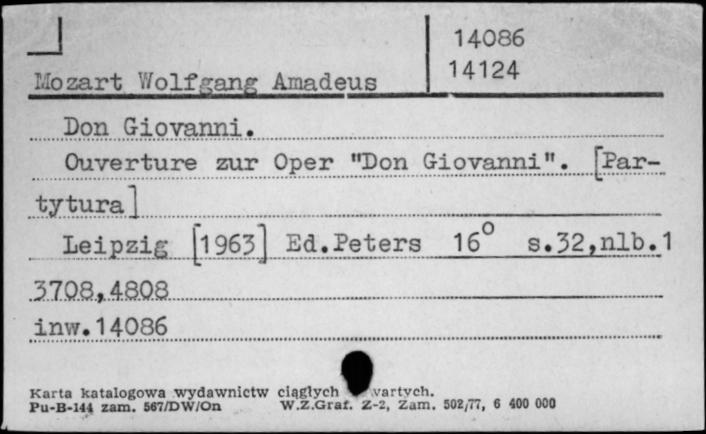 14086
Mozart Wolfgang Amadeus 14124
Don Giovanni.
Ouverture zur Oper "Don Giovanni". [Par-
tytura]
Leipzig [1963] Ed.Peters 16° s.32,nlb.1
3708,4808
inw.14086
Karta katalogowa wydawnictw ciągłych
Pu-B-144 zam. 567/DW/On W.Z.Graf. Z-2, Zam. 502/77, 6 400 000